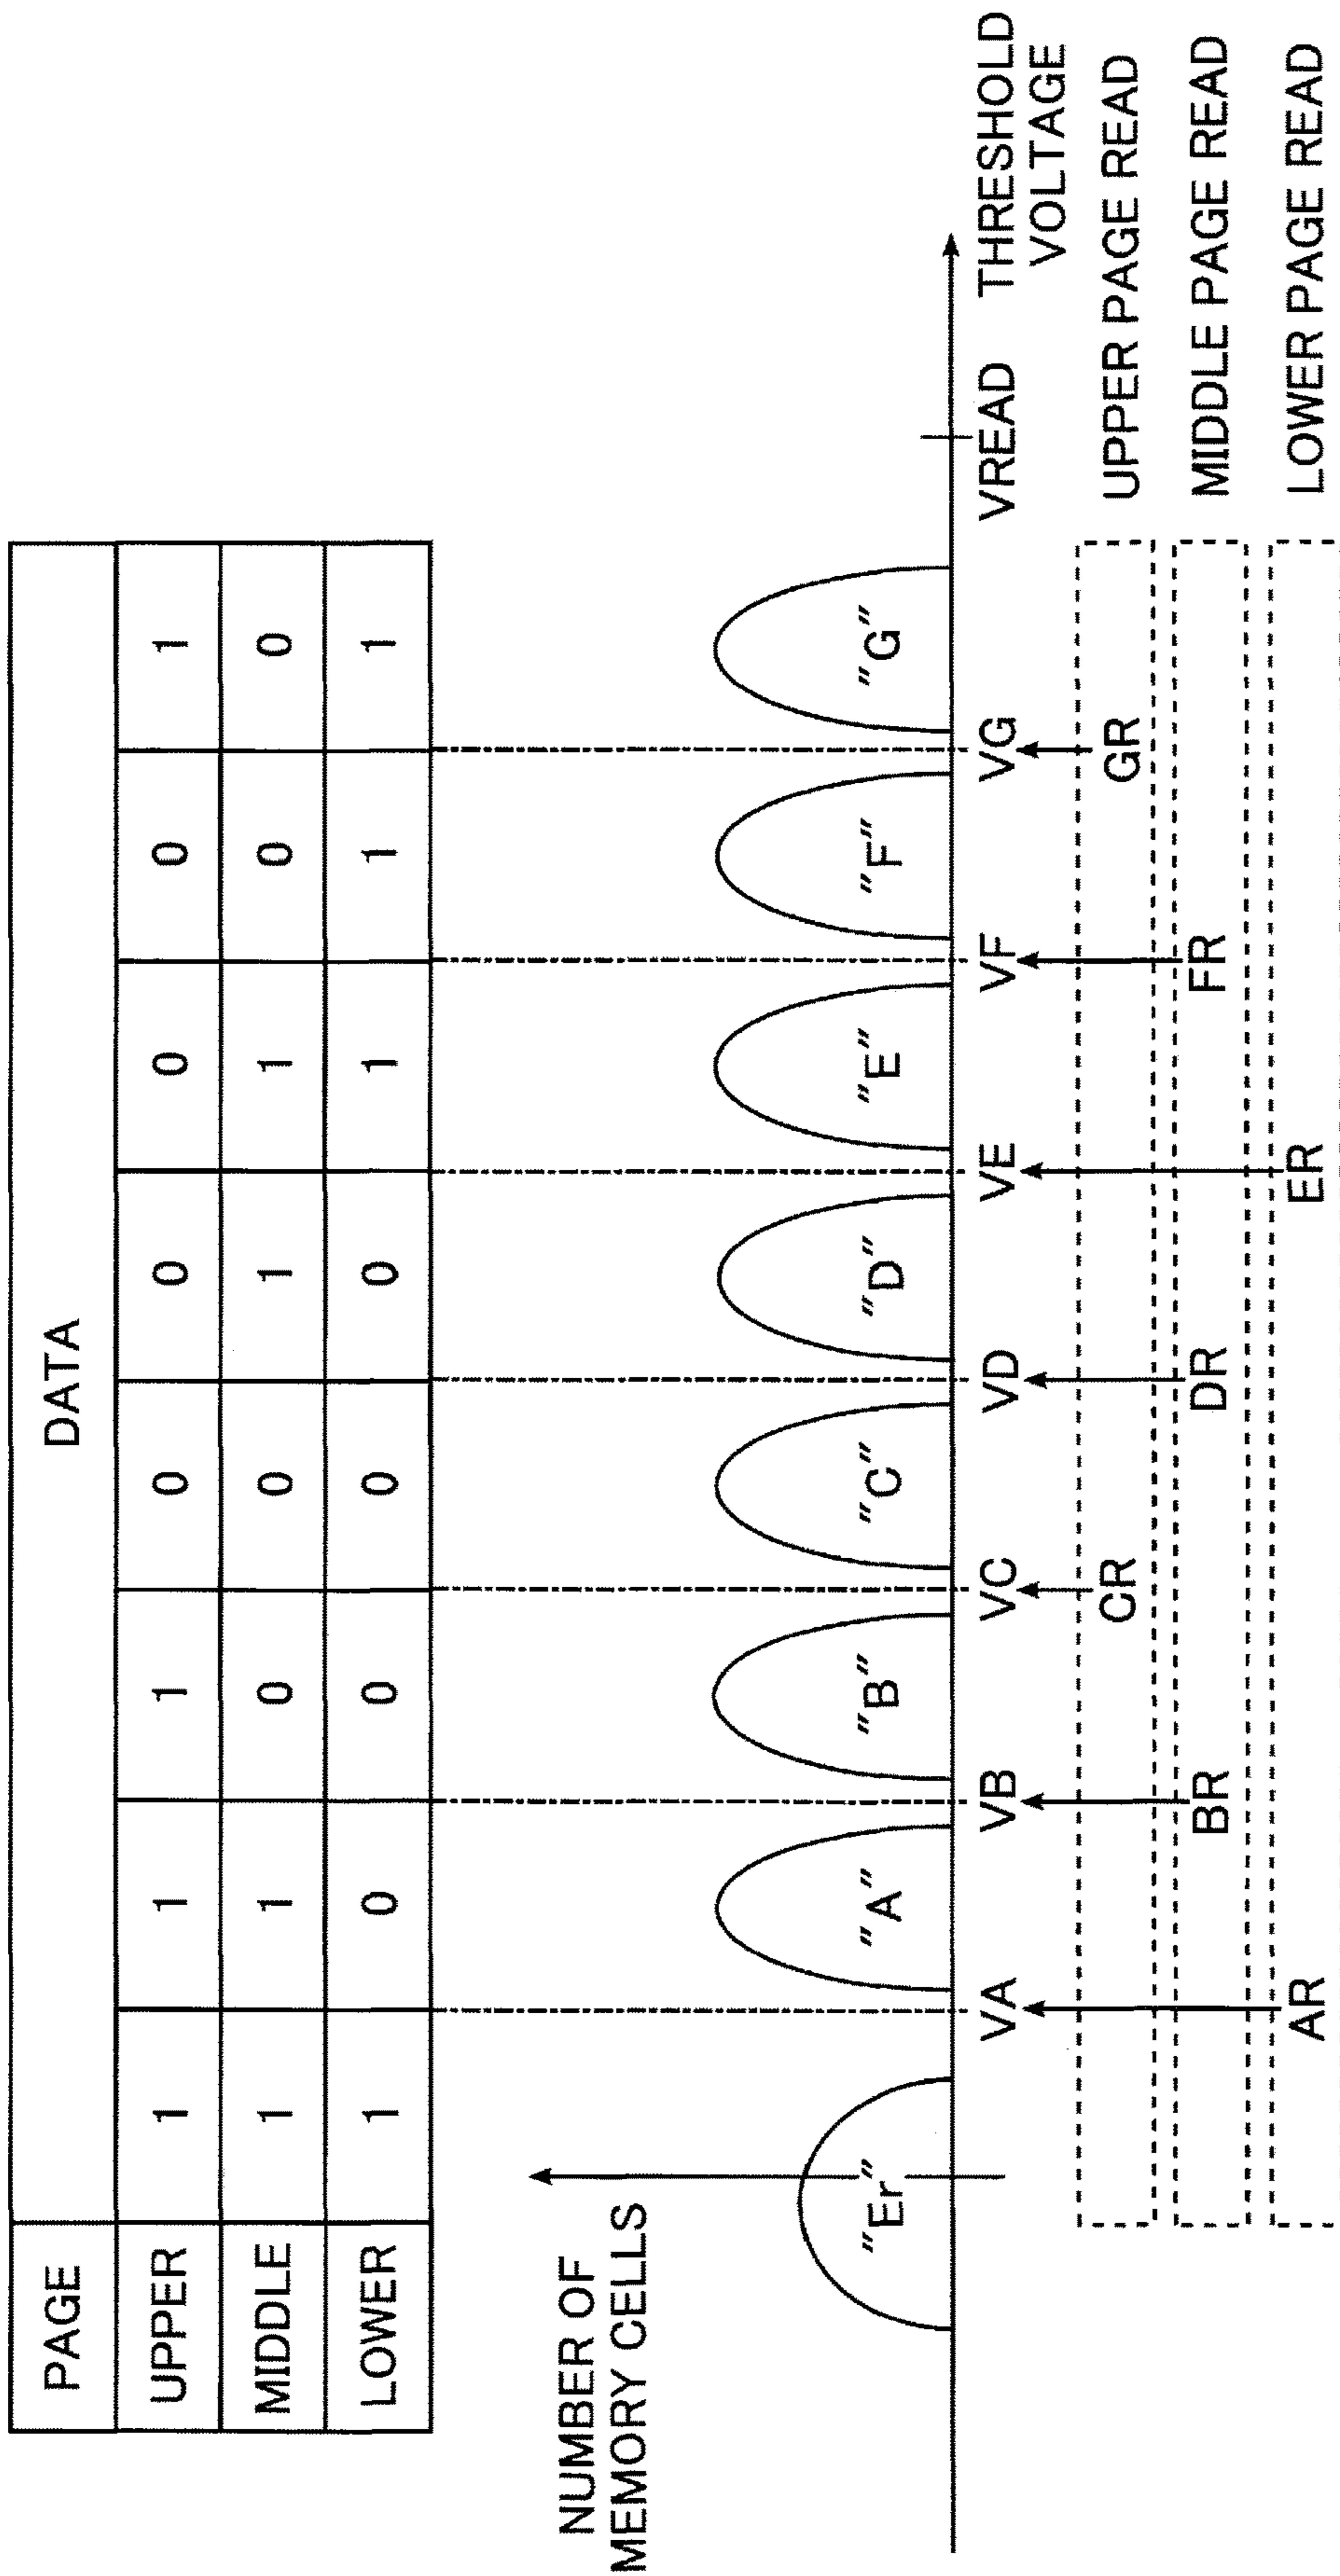 PAGE DATA
UPPER 1 1 1 0 0 0 0 1
MIDDLE 1 1 0 0 1 1 0 0
LOWER 1 0 0 0 0 1 1 1
NUMBER OF
MEMORY CELLS
"Er" "A" "B" "C" "D" "E" "F" "G"
VA VB VC VD VE VF VG VREAD THRESHOLD
VOLTAGE
CR GR UPPER PAGE READ
BR DR FR MIDDLE PAGE READ
AR ER LOWER PAGE READ